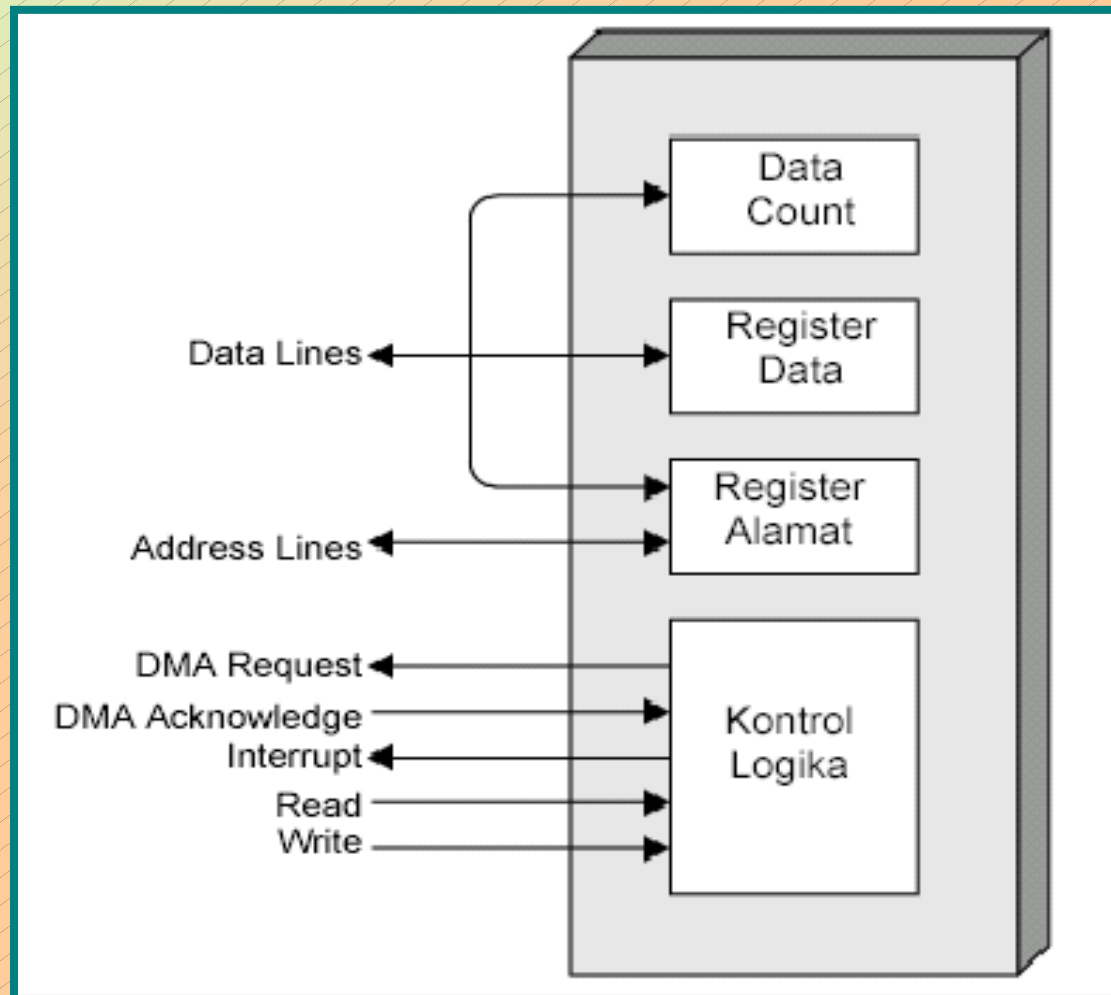 Data
Count
Register
Data
Data Lines
Register
Alamat
Address Lines
DMA Request
DMA Acknowledge
Interrupt
Read
Write
Kontrol
Logika